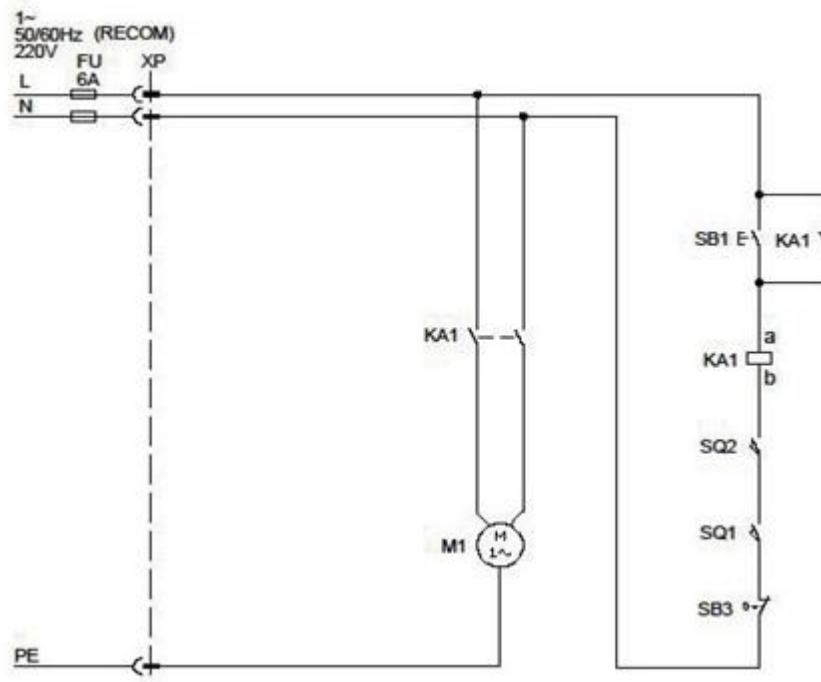 1~
50/60Hz (RECOM)
220V
FU XP
L 6A
N
SB1 KA1
KA1
a
KA1
b
SQ2
SQ1
M1
M
1~
SB3
PE